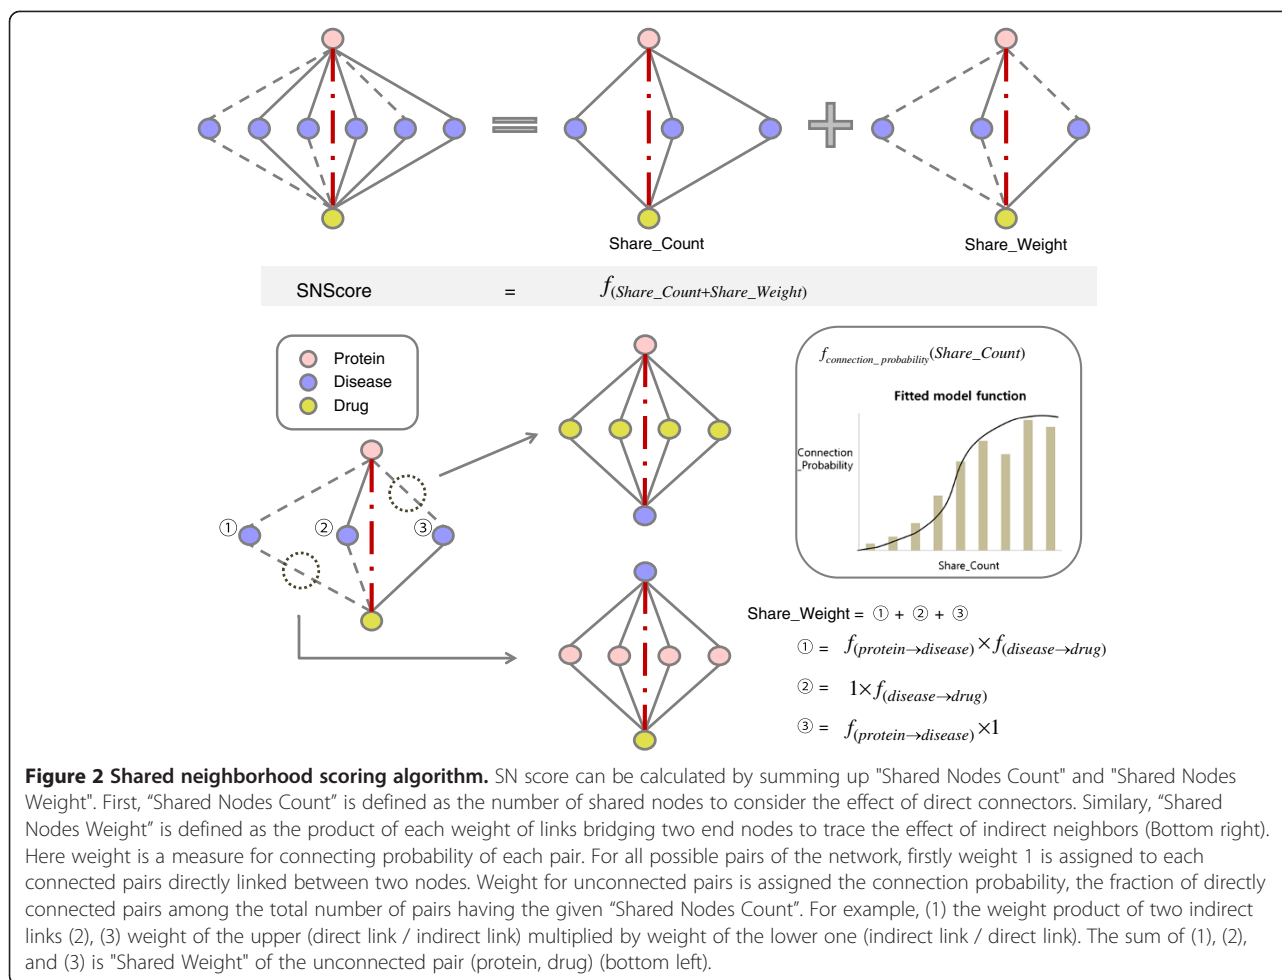 Share_Count
Share_Weight
SNScore = f(Share_Count+Share_Weight)
Protein
Disease
Drug
① ② ③
f connection_probability(Share_Count)
Fitted model function
Connection
_Probability
Share_Count
Share_Weight = ① + ② + ③
① = f(protein→disease) × f(disease→drug)
② = 1×f(disease→drug)
③ = f(protein→disease) ×1
Figure 2 Shared neighborhood scoring algorithm. SN score can be calculated by summing up "Shared Nodes Count" and "Shared Nodes
Weight". First, “Shared Nodes Count” is defined as the number of shared nodes to consider the effect of direct connectors. Similary, “Shared
Nodes Weight” is defined as the product of each weight of links bridging two end nodes to trace the effect of indirect neighbors (Bottom right).
Here weight is a measure for connecting probability of each pair. For all possible pairs of the network, firstly weight 1 is assigned to each
connected pairs directly linked between two nodes. Weight for unconnected pairs is assigned the connection probability, the fraction of directly
connected pairs among the total number of pairs having the given “Shared Nodes Count”. For example, (1) the weight product of two indirect
links (2), (3) weight of the upper (direct link / indirect link) multiplied by weight of the lower one (indirect link / direct link). The sum of (1), (2),
and (3) is "Shared Weight" of the unconnected pair (protein, drug) (bottom left).